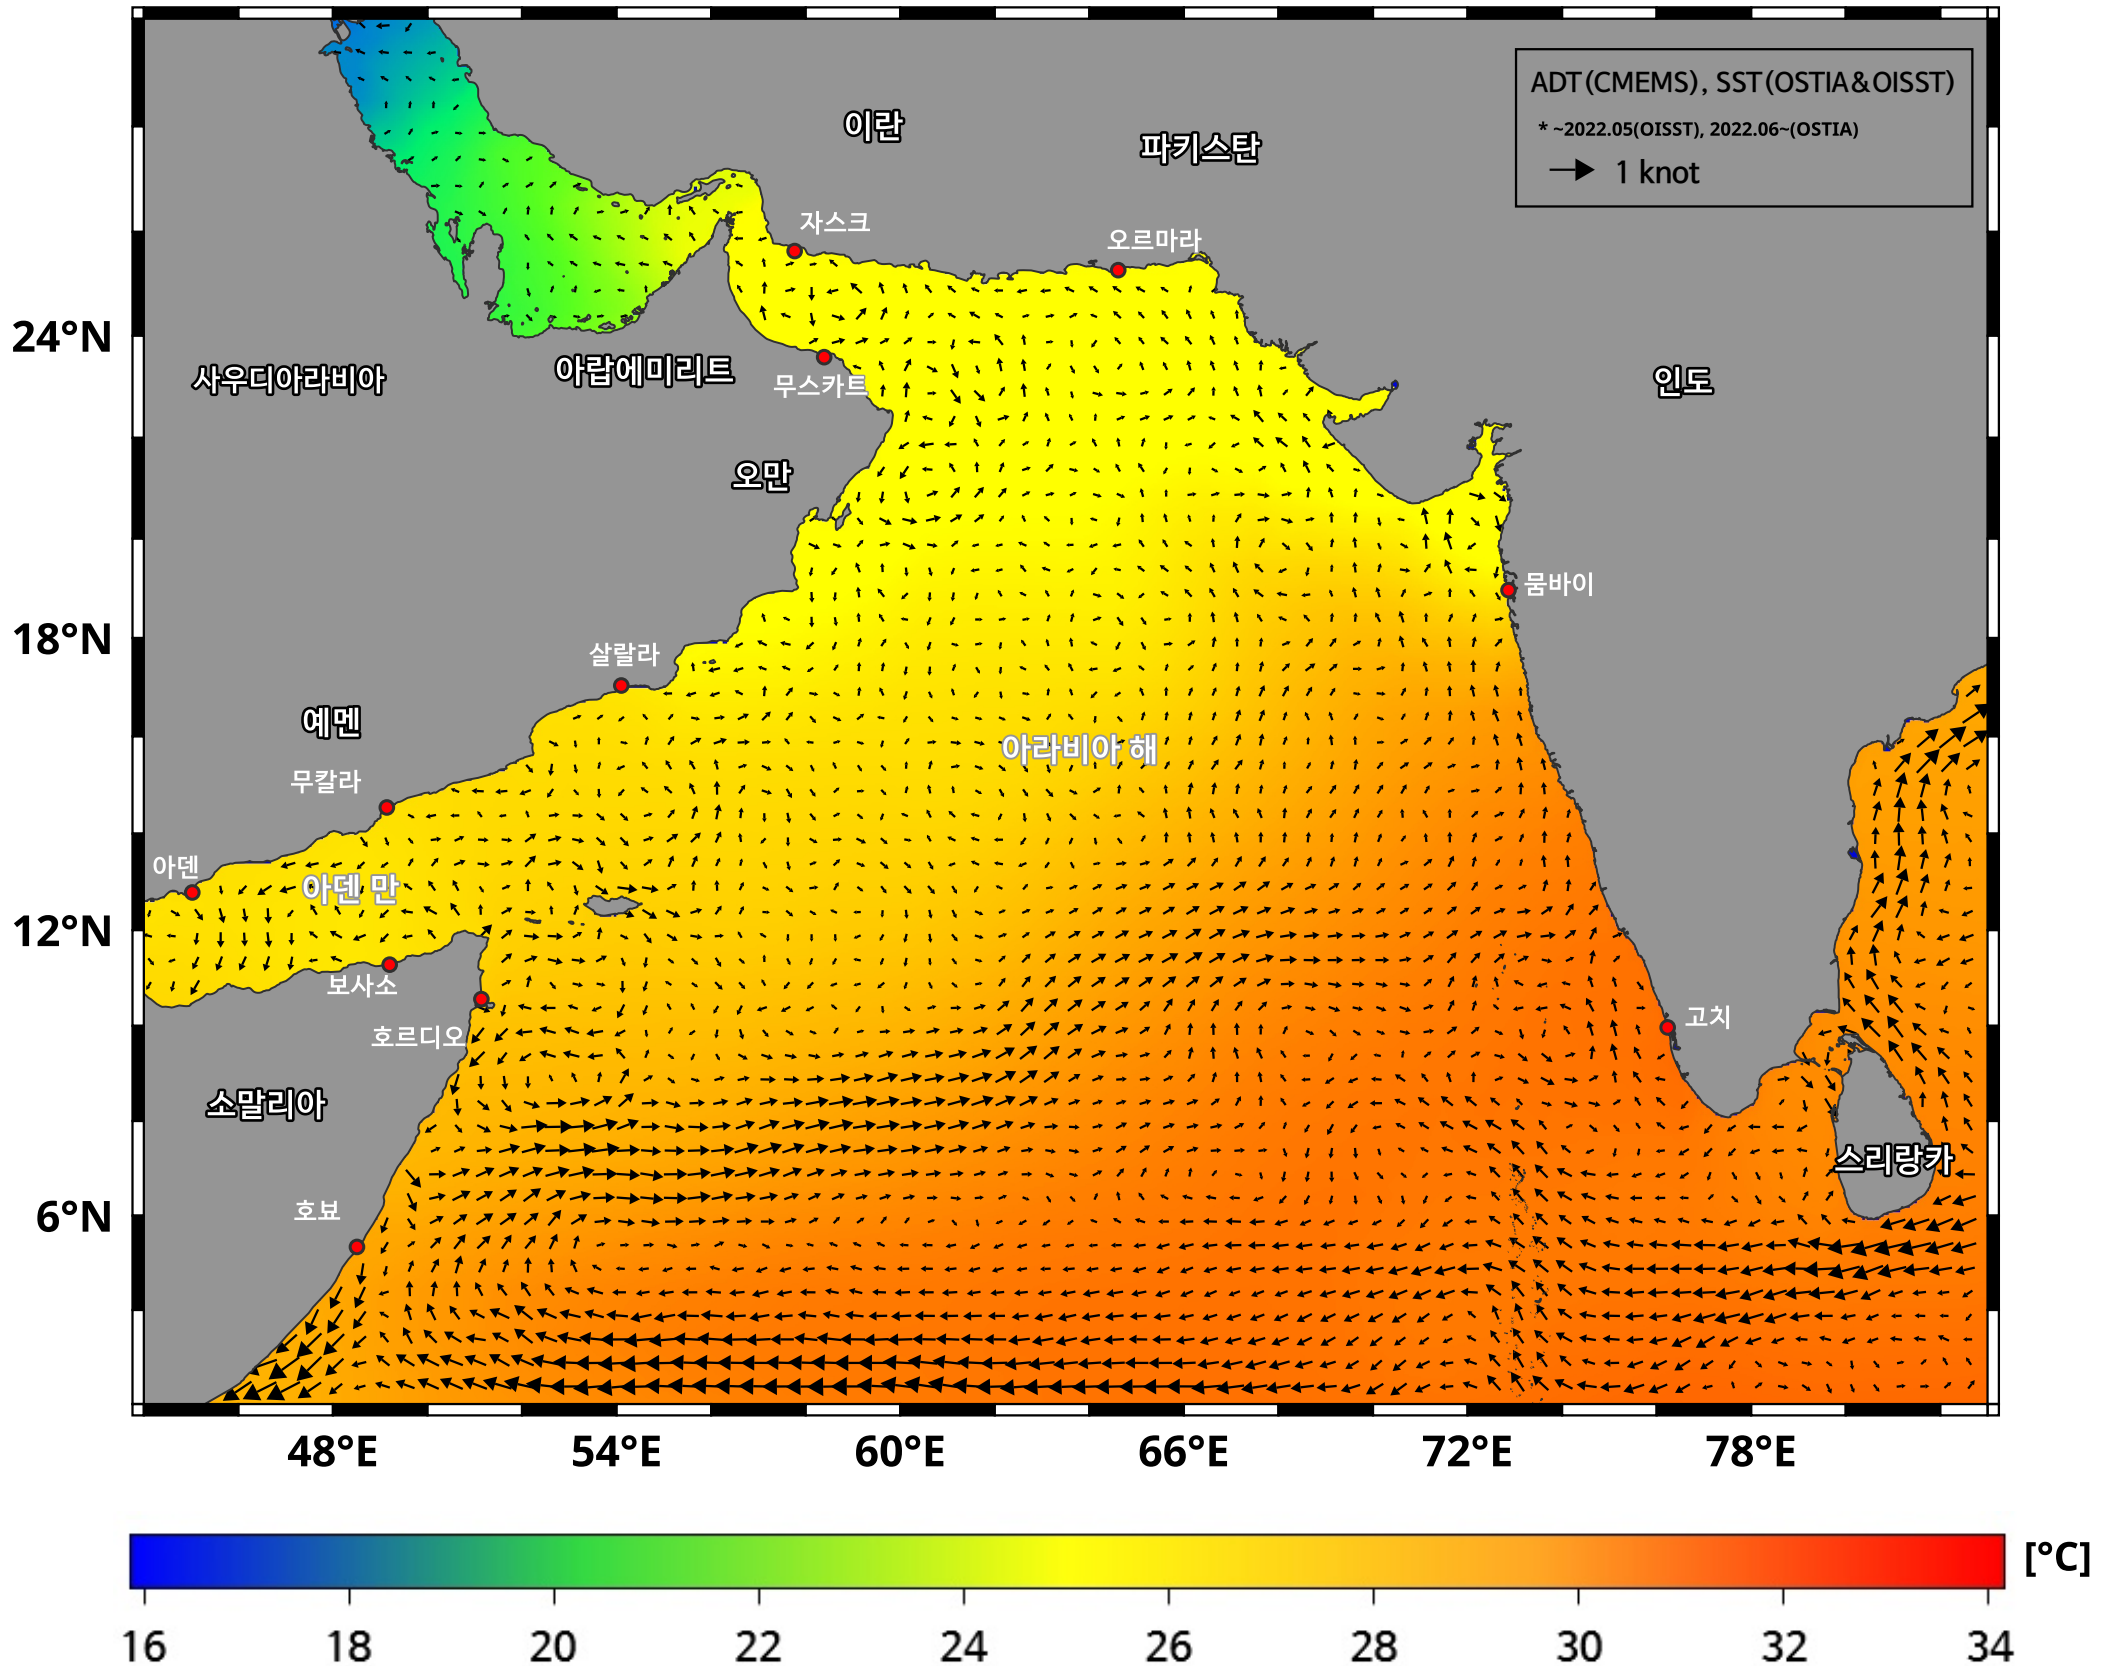 ADT(CMEMS), SST(OSTIA&OISST)
* ~2022.05(OISST), 2022.06~(OSTIA)
1 knot
이란
파키스탄
자스크
오르마라
24°N
사우디아라비아
아랍에미리트
무스카트
인도
오만
뭄바이
18°N
살랄라
예멘
아라비아 해
무칼라
아덴
아덴 만
12°N
보사소
호르디오
고치
소말리아
스리랑카
6°N
호뵤
48°E 54°E 60°E 66°E 72°E 78°E
[°C]
16 18 20 22 24 26 28 30 32 34